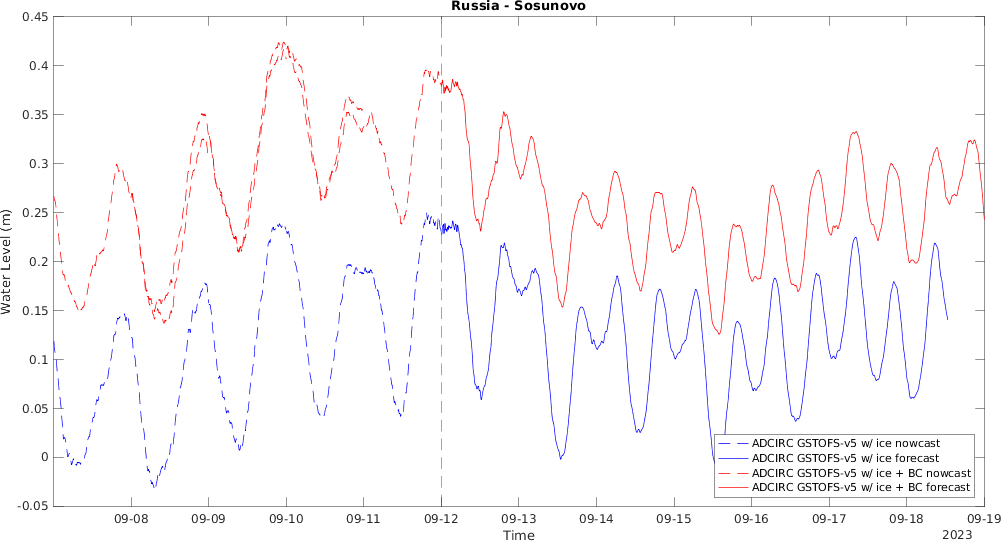 Russia - Sosunovo
0.45
0.4
0.35
0.3
0.25
0.2
0.15
0.1
0.05
0
-0.05
Water Level (m)
ADCIRC GSTOFS-v5 w/ ice nowcast
ADCIRC GSTOFS-v5 w/ ice forecast
ADCIRC GSTOFS-v5 w/ ice + BC nowcast
ADCIRC GSTOFS-v5 w/ ice + BC forecast
09-08 09-09 09-10 09-11 09-12 09-13 09-14 09-15 09-16 09-17 09-18 09-19
Time
2023